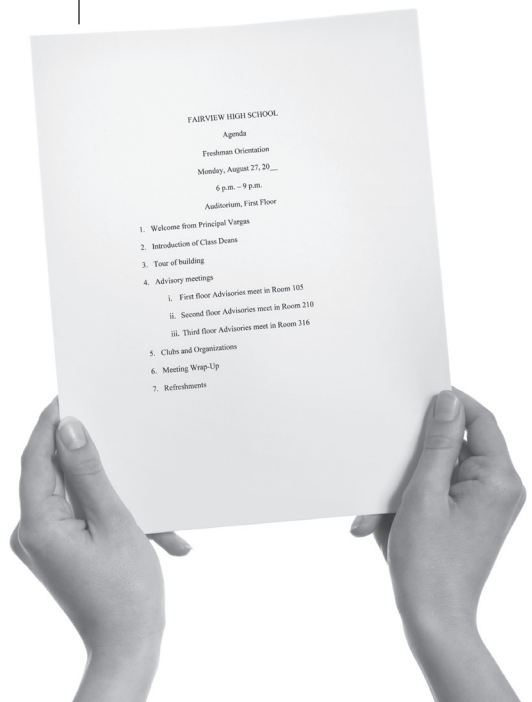 FAIRVIEW HIGH SCHOOL
Agenda
Freshman Orientation
Monday, August 27, 20__
6 p.m. – 9 p.m.
Auditorium, First Floor
1. Welcome from Principal Vargas
2. Introduction of Class Deans
3. Tour of building
4. Advisory meetings
i. First floor Advisories meet in Room 105
ii. Second floor Advisories meet in Room 210
iii. Third floor Advisories meet in Room 316
5. Clubs and Organizations
6. Meeting Wrap-Up
7. Refreshments